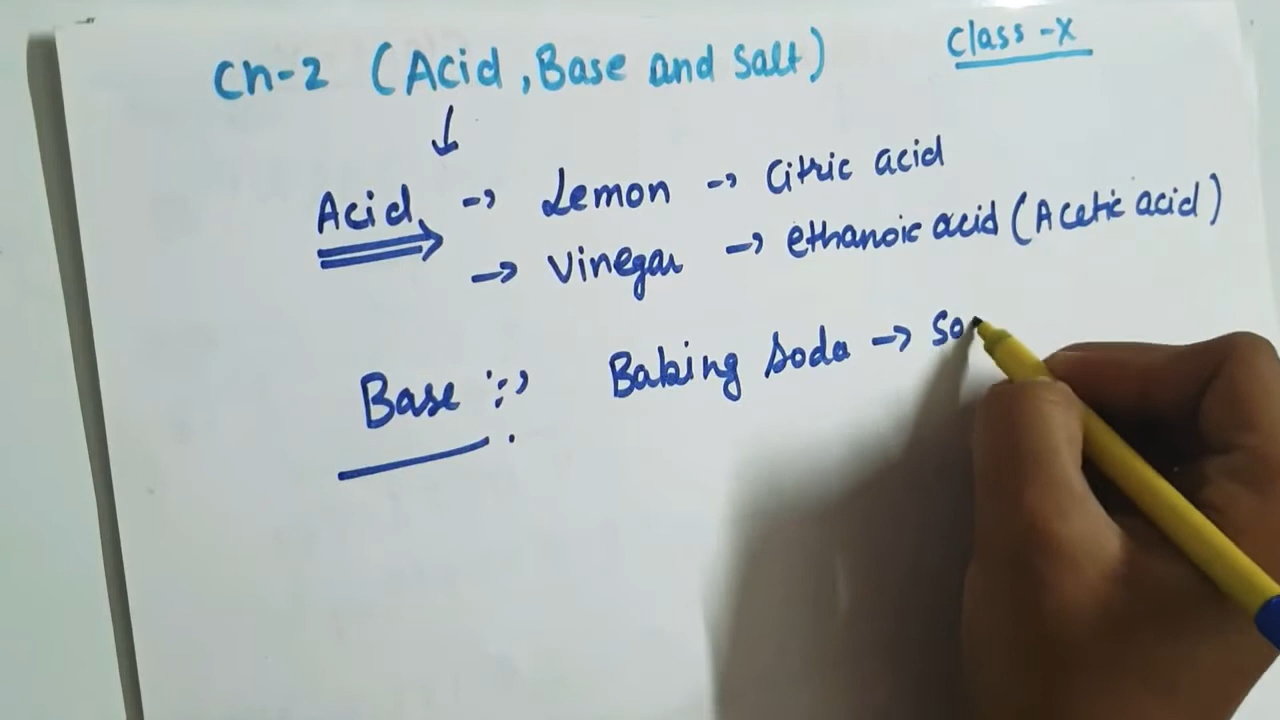 Ch-2 (Acid, Base and Salt) Class-X
↓
Acid → Lemon → Citric acid
→ Vinegar → ethanoic acid (Acetic acid)
Base :→ Baking Soda → So